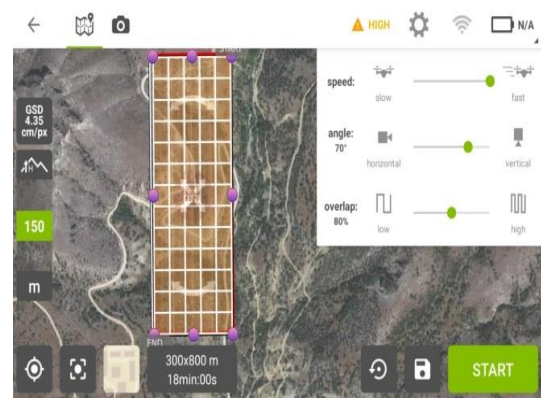 HIGH
N/A
START
speed:
slow
fast
GSD
4.35
cm/px
angle:
70°
horizontal
vertical
H
150
overlap:
80%
low
high
m
END
300x800 m
18min:00s
START